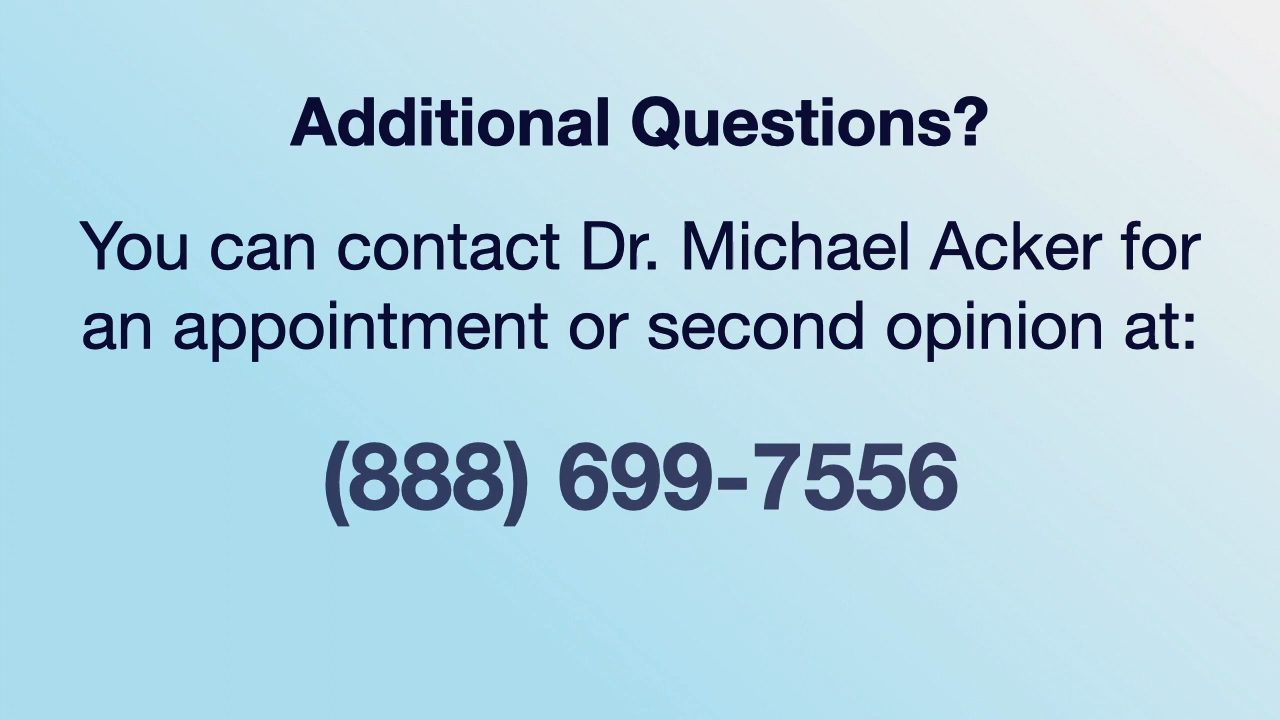 Additional Questions?
You can contact Dr. Michael Acker for
an appointment or second opinion at:
(888) 699-7556